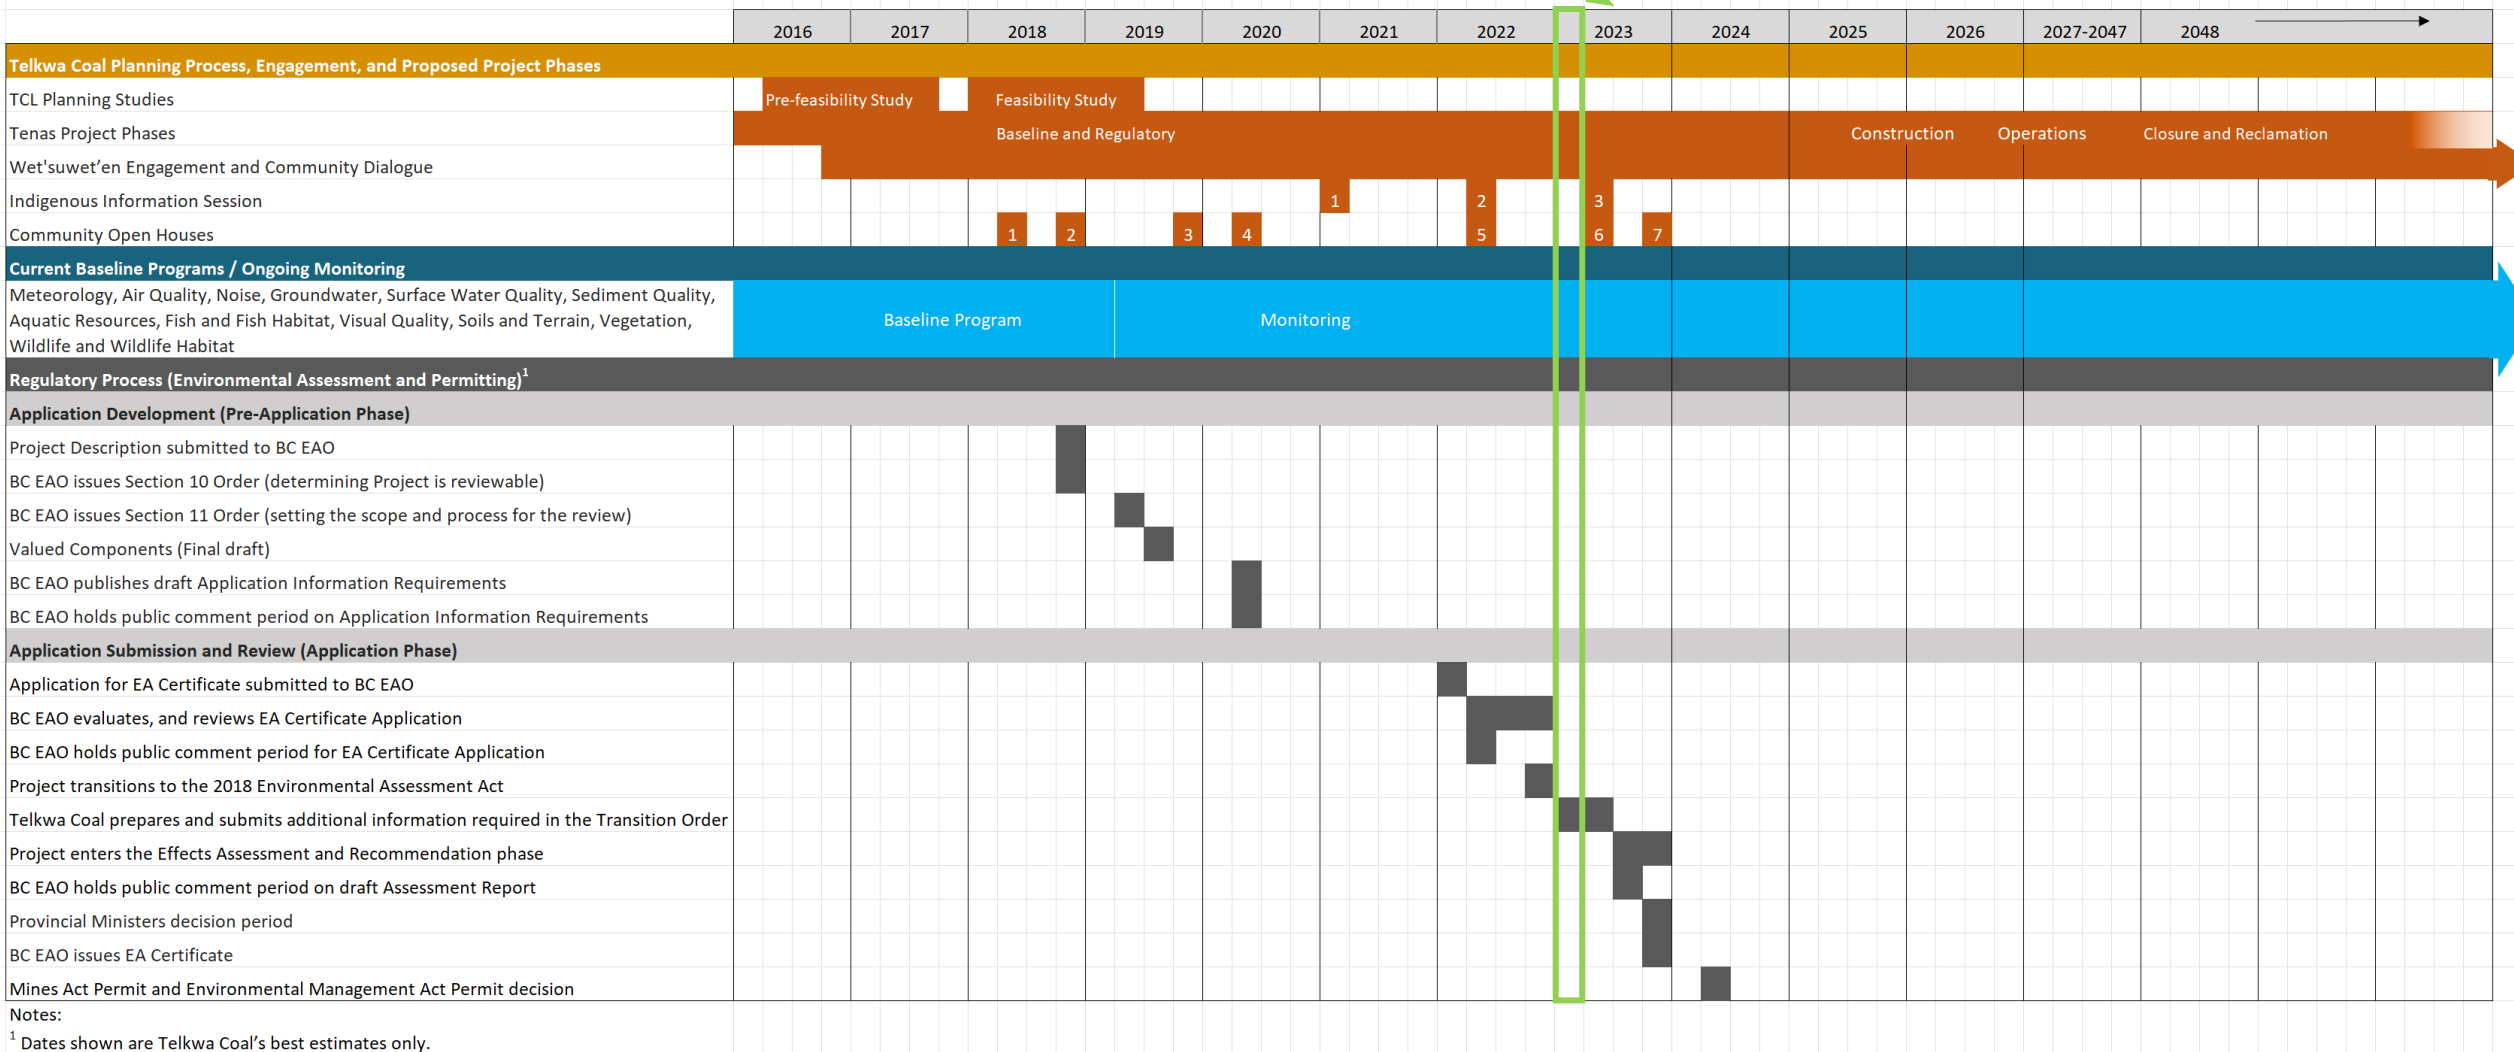 2016 2017 2018 2019 2020 2021 2022 2023 2024 2025 2026 2027-2047 2048
Telkwa Coal Planning Process, Engagement, and Proposed Project Phases
TCL Planning Studies Pre-feasibility Study Feasibility Study
Tenas Project Phases Baseline and Regulatory Construction Operations Closure and Reclamation
Wet'suwet’en Engagement and Community Dialogue
Indigenous Information Session 1 2 3
Community Open Houses 1 2 3 4 5 6 7
Current Baseline Programs / Ongoing Monitoring
Meteorology, Air Quality, Noise, Groundwater, Surface Water Quality, Sediment Quality,
Aquatic Resources, Fish and Fish Habitat, Visual Quality, Soils and Terrain, Vegetation,
Wildlife and Wildlife Habitat
Baseline Program Monitoring
Regulatory Process (Environmental Assessment and Permitting)¹
Application Development (Pre-Application Phase)
Project Description submitted to BC EAO
BC EAO issues Section 10 Order (determining Project is reviewable)
BC EAO issues Section 11 Order (setting the scope and process for the review)
Valued Components (Final draft)
BC EAO publishes draft Application Information Requirements
BC EAO holds public comment period on Application Information Requirements
Application Submission and Review (Application Phase)
Application for EA Certificate submitted to BC EAO
BC EAO evaluates, and reviews EA Certificate Application
BC EAO holds public comment period for EA Certificate Application
Project transitions to the 2018 Environmental Assessment Act
Telkwa Coal prepares and submits additional information required in the Transition Order
Project enters the Effects Assessment and Recommendation phase
BC EAO holds public comment period on draft Assessment Report
Provincial Ministers decision period
BC EAO issues EA Certificate
Mines Act Permit and Environmental Management Act Permit decision
Notes:
¹ Dates shown are Telkwa Coal’s best estimates only.